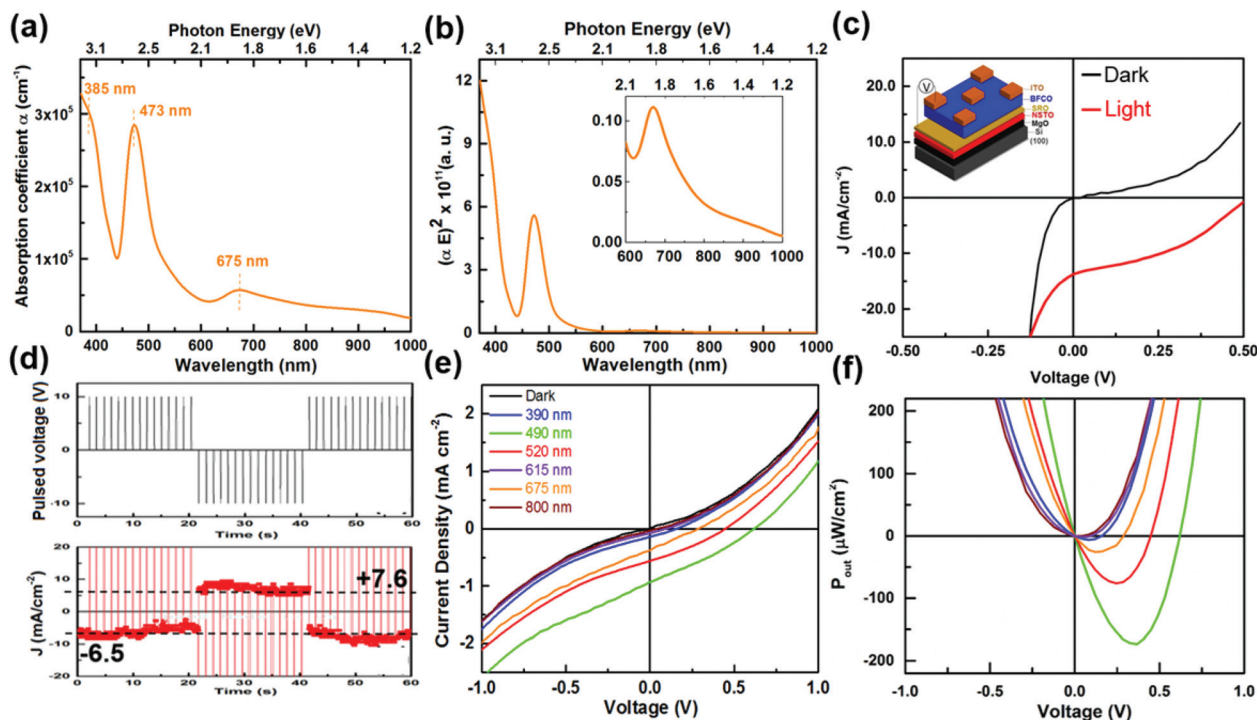 (a)
Photon Energy (eV)
3.1 2.5 2.1 1.8 1.6 1.4 1.2
Absorption coefficient α (cm⁻¹)
3x10⁵
2x10⁵
1x10⁵
0
385 nm
473 nm
675 nm
400 500 600 700 800 900 1000
Wavelength (nm)
(b)
Photon Energy (eV)
3.1 2.5 2.1 1.8 1.6 1.4 1.2
(α E)² x 10¹¹(a. u.)
12
9
6
3
0
2.1 1.8 1.6 1.4 1.2
0.10
0.05
0.00
600 700 800 900 1000
400 500 600 700 800 900 1000
Wavelength (nm)
(c)
J (mA/cm⁻²)
20.0
10.0
0.0
-10.0
-20.0
V
ITO
BFCO
SRO
NSTO
MgO
Si
(100)
Dark
Light
-0.50 -0.25 0.00 0.25 0.50
Voltage (V)
(d)
Pulsed voltage (V)
10
0
-10
0 10 20 30 40 50 60
Time (s)
J (mA/cm⁻²)
20
10
0
-10
-20
+7.6
-6.5
0 10 20 30 40 50 60
Time (s)
(e)
Current Density (mA cm⁻²)
2
1
0
-1
-2
Dark
390 nm
490 nm
520 nm
615 nm
675 nm
800 nm
-1.0 -0.5 0.0 0.5 1.0
Voltage (V)
(f)
P_out (μW/cm²)
200
100
0
-100
-200
-1.0 -0.5 0.0 0.5 1.0
Voltage (V)